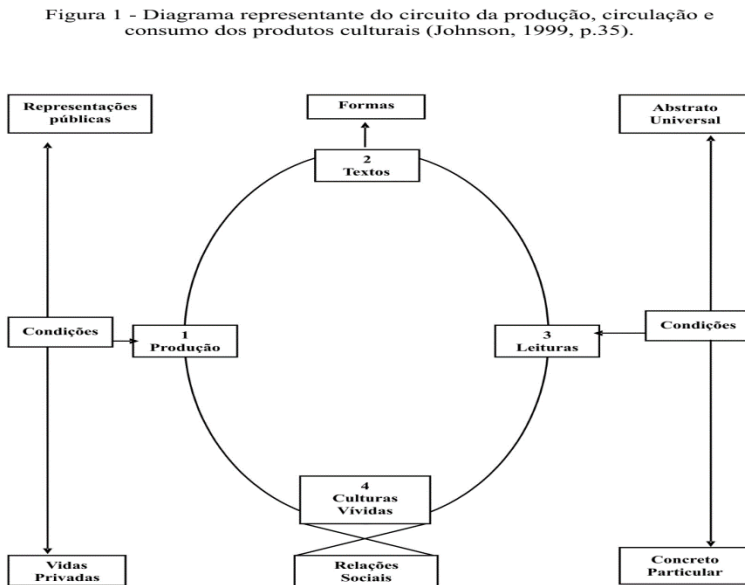 Figura 1 - Diagrama representante do circuito da produção, circulação e
consumo dos produtos culturais (Johnson, 1999, p.35).
Representações
públicas
Formas
Abstrato
Universal
2
Textos
Condições
1
Produção
3
Leituras
Condições
4
Culturas
Vívidas
Vidas
Privadas
Relações
Sociais
Concreto
Particular